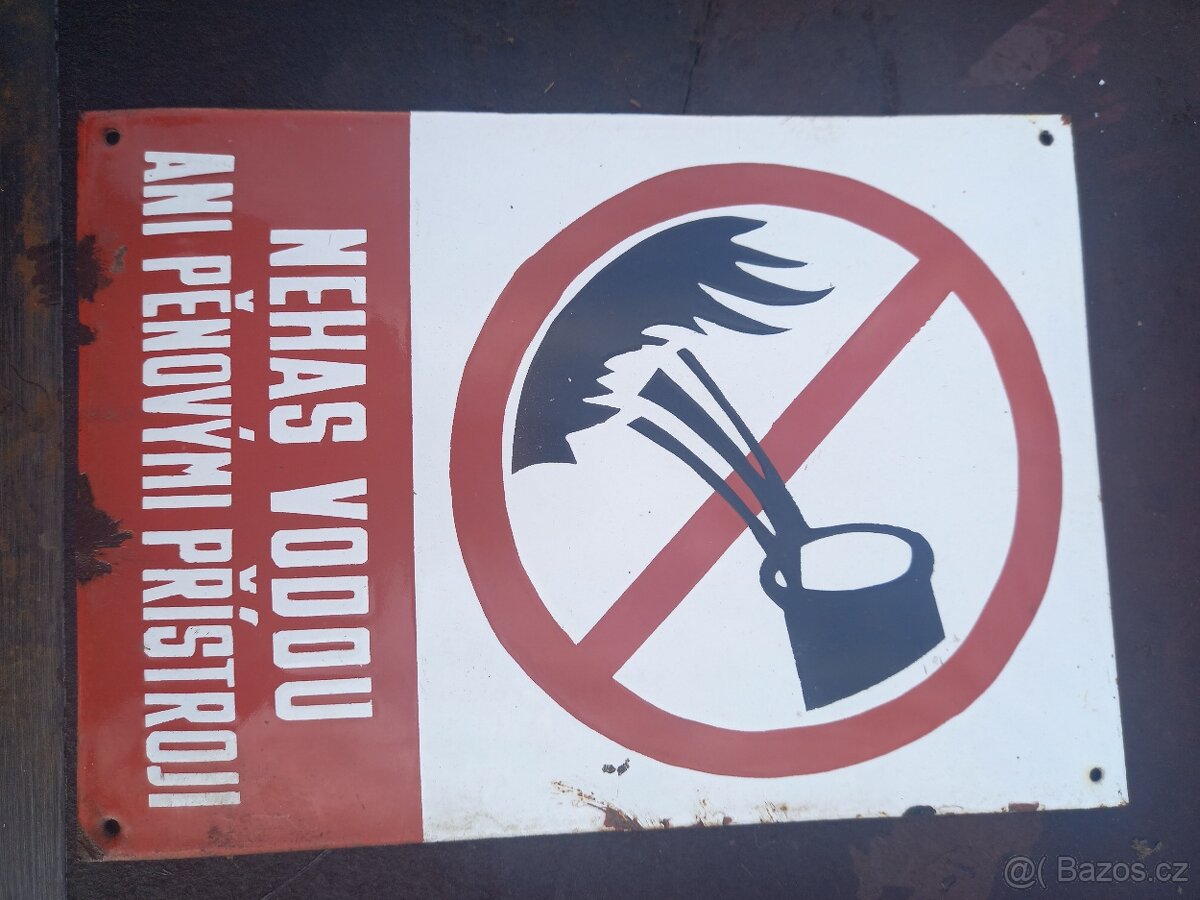 NEHAS VODOU
ANI PĚNOVÝMI PŘÍSTROJI
@( Bazos.cz